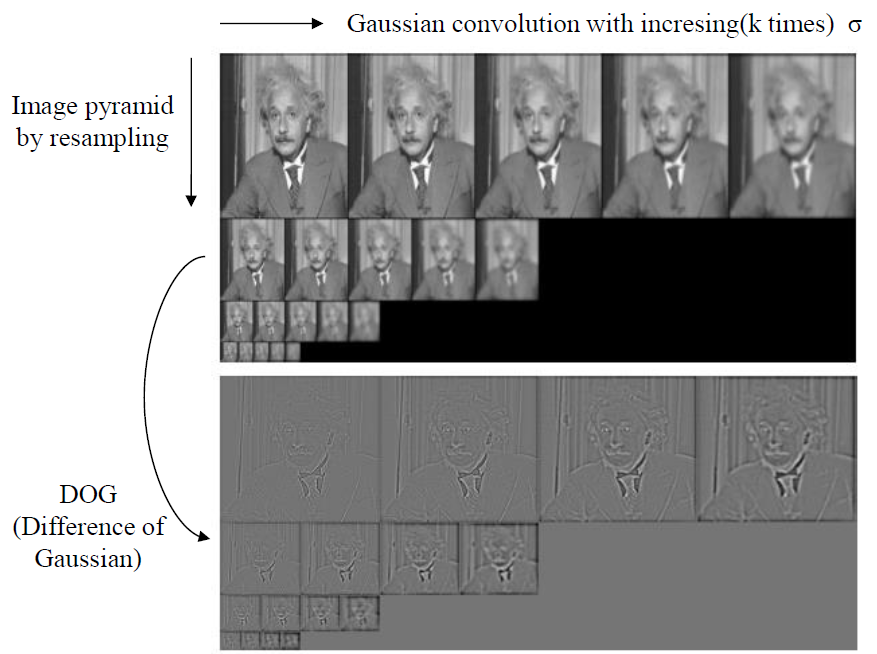 Gaussian convolution with incresing(k times) σ
Image pyramid
by resampling
DOG
(Difference of
Gaussian)